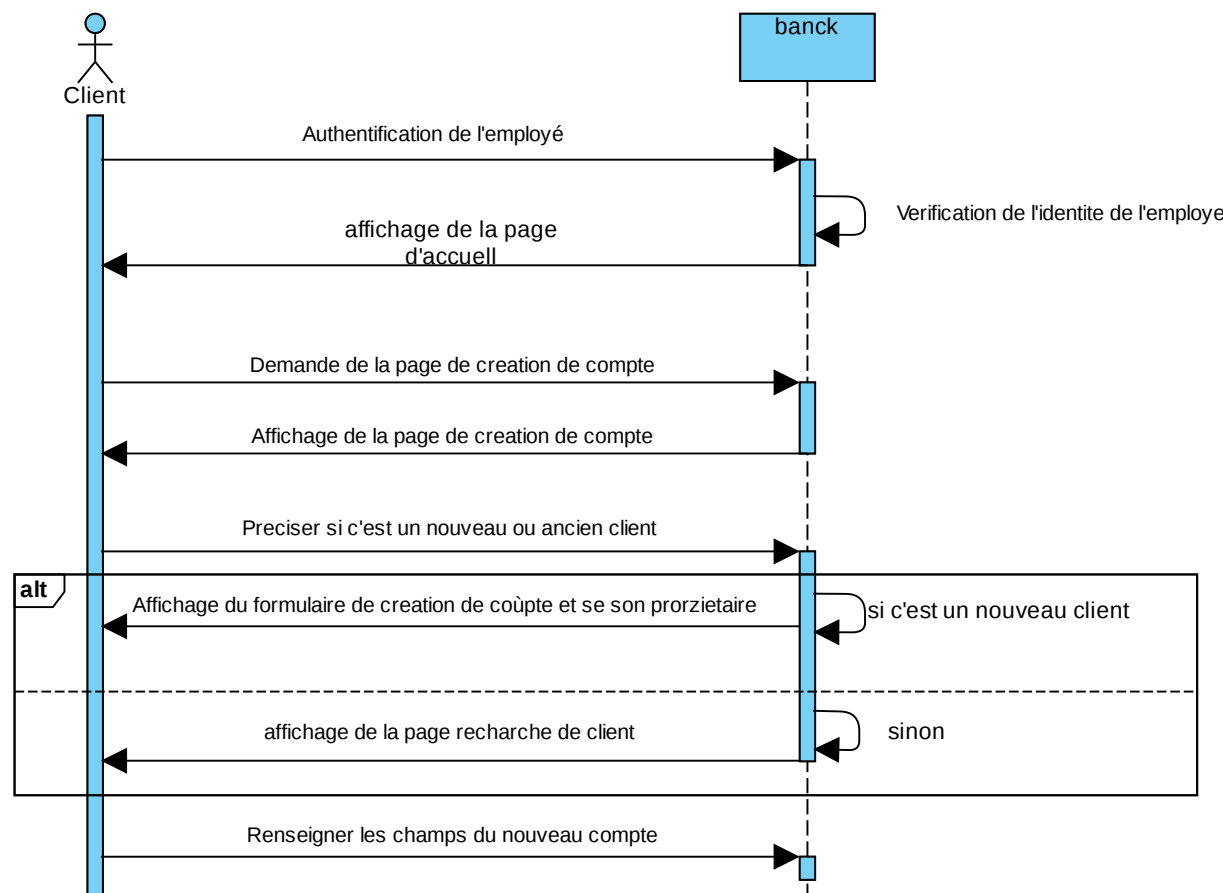 banck
Client
Authentification de l'employé
Verification de l'identite de l'employe
affichage de la page
d'accuell
Demande de la page de creation de compte
Affichage de la page de creation de compte
Preciser si c'est un nouveau ou ancien client
alt
Affichage du formulaire de creation de coùpte et se son prorzietaire
si c'est un nouveau client
affichage de la page recharche de client
sinon
Renseigner les champs du nouveau compte